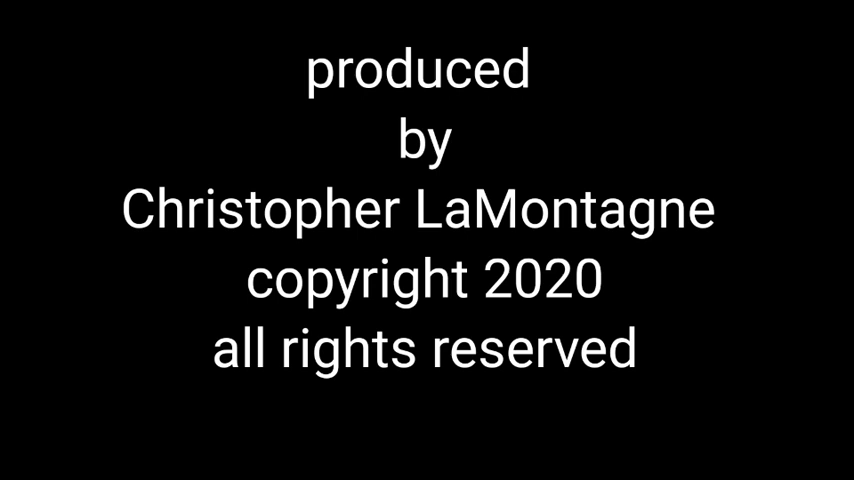 produced
by
Christopher LaMontagne
copyright 2020
all rights reserved